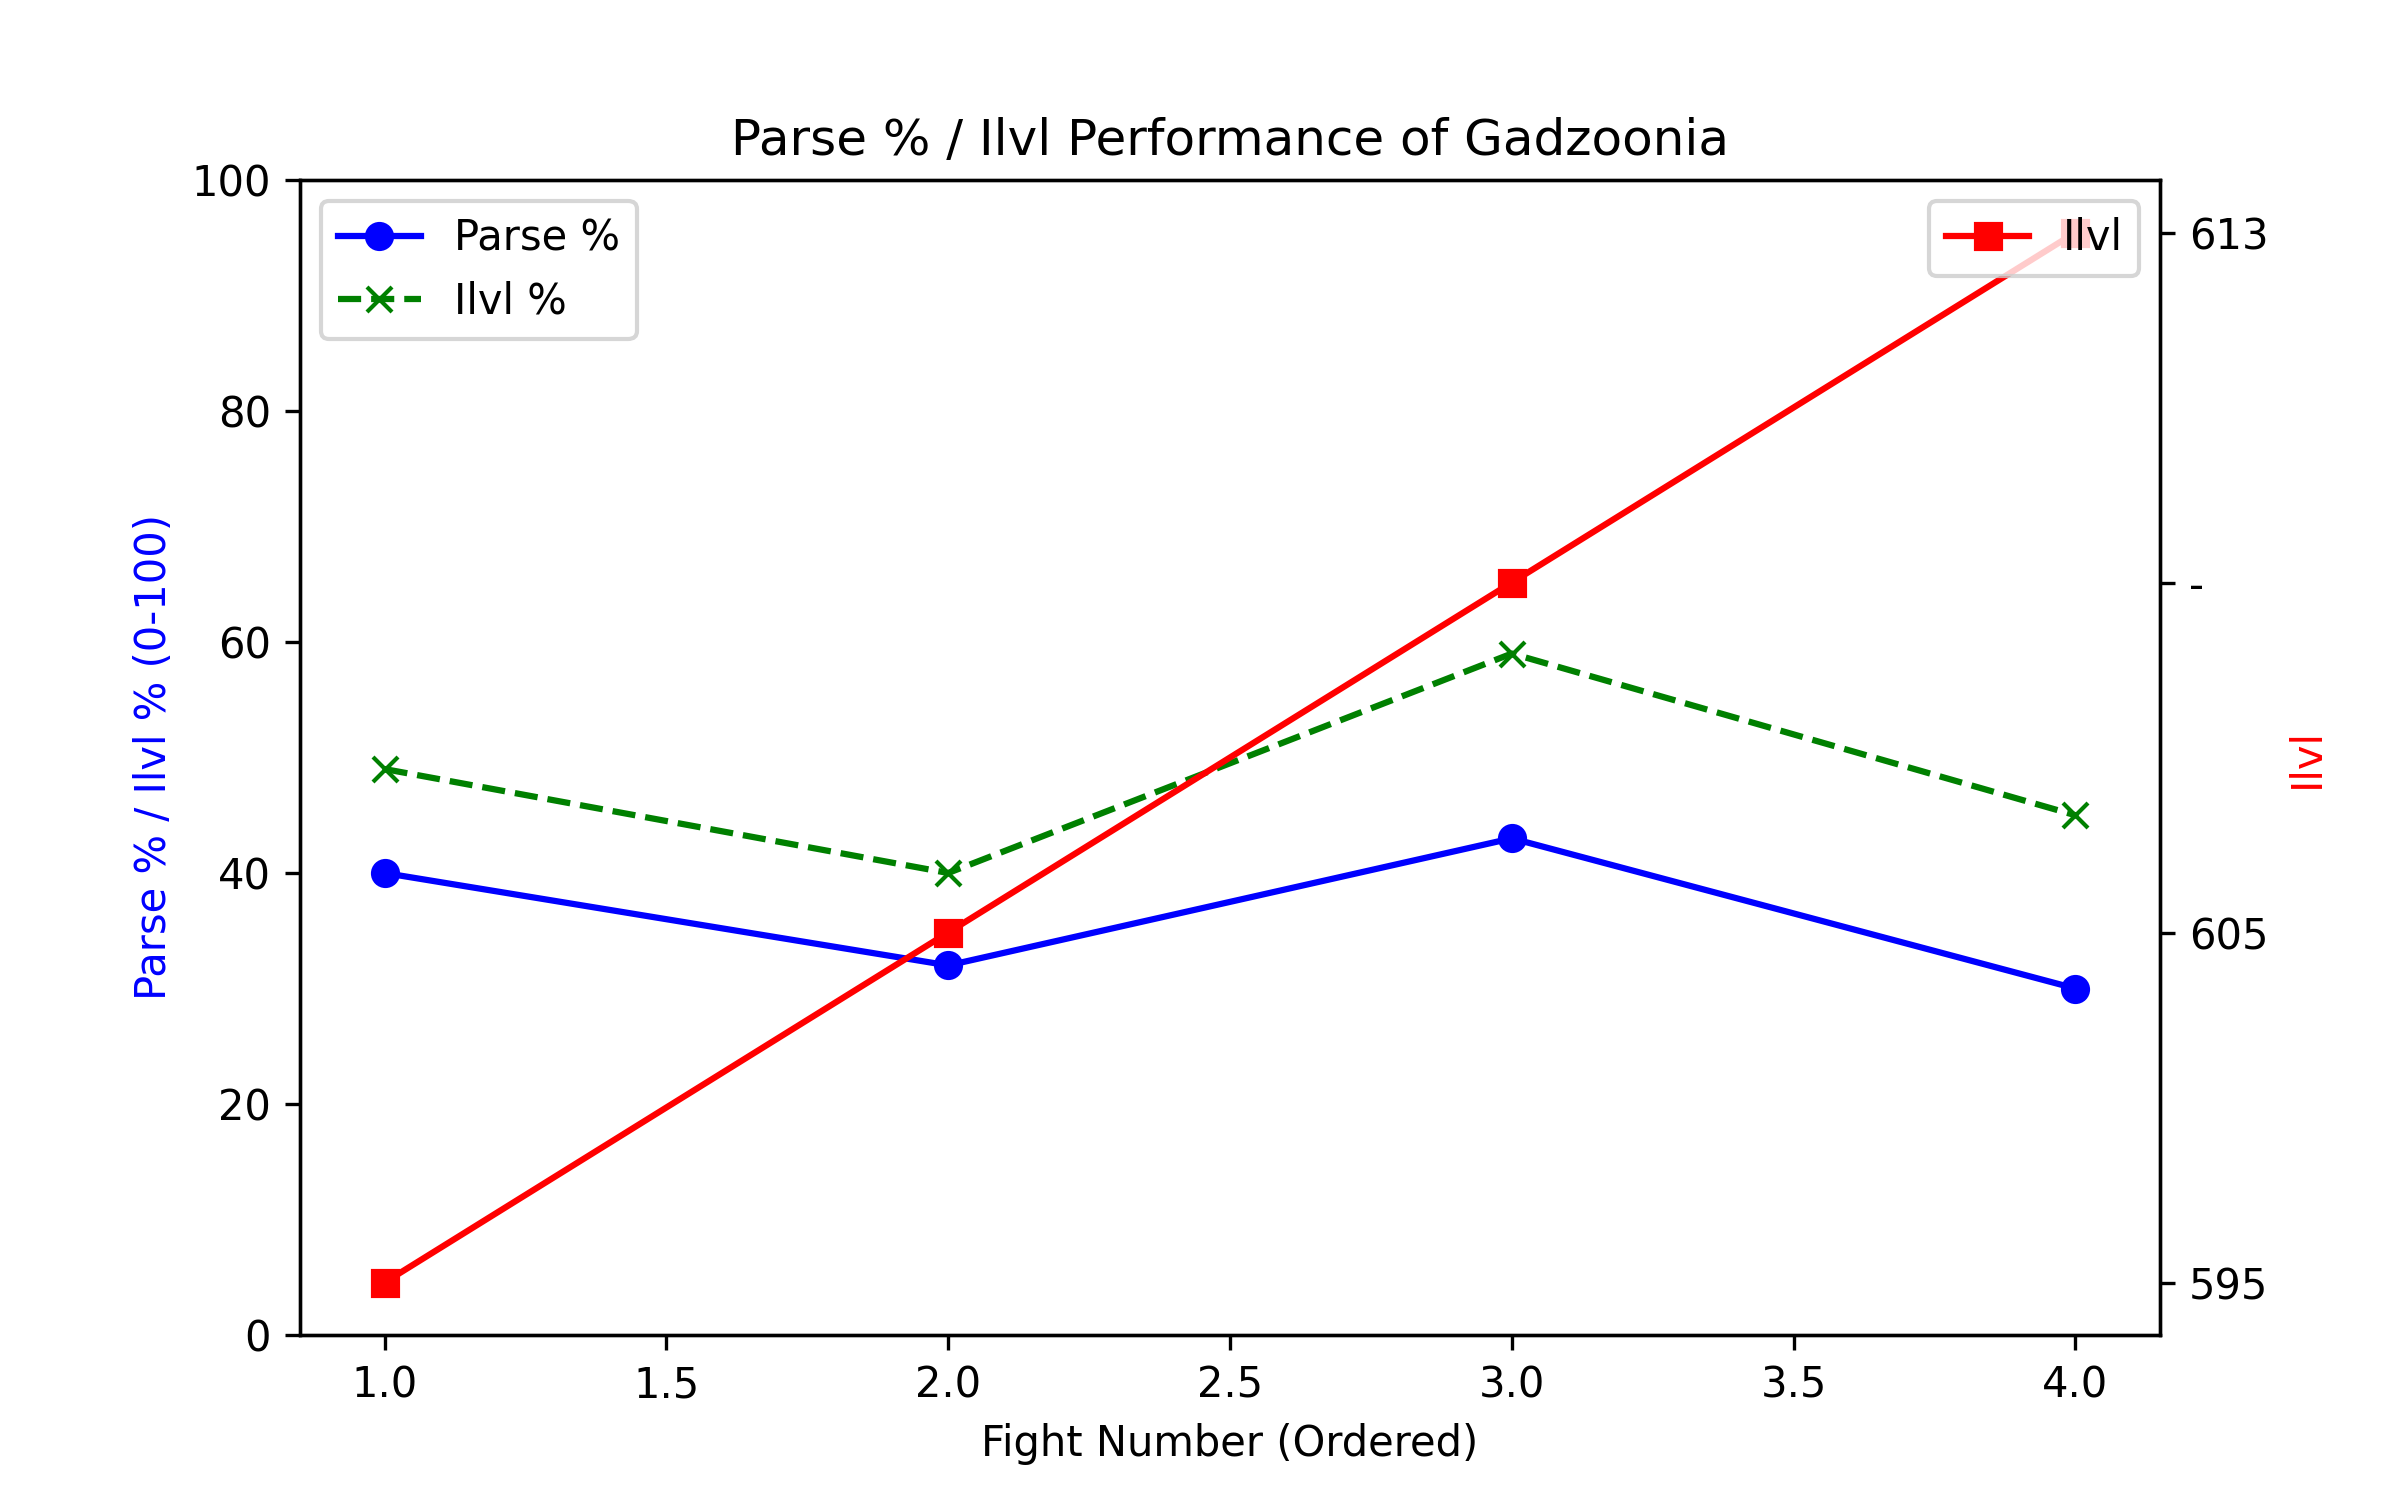 Parse % / Ilvl Performance of Gadzoonia
Parse %
Ilvl %
Ilvl
100
80
60
40
20
0
Parse % / Ilvl % (0-100)
613
-
605
595
Ilvl
1.0 1.5 2.0 2.5 3.0 3.5 4.0
Fight Number (Ordered)